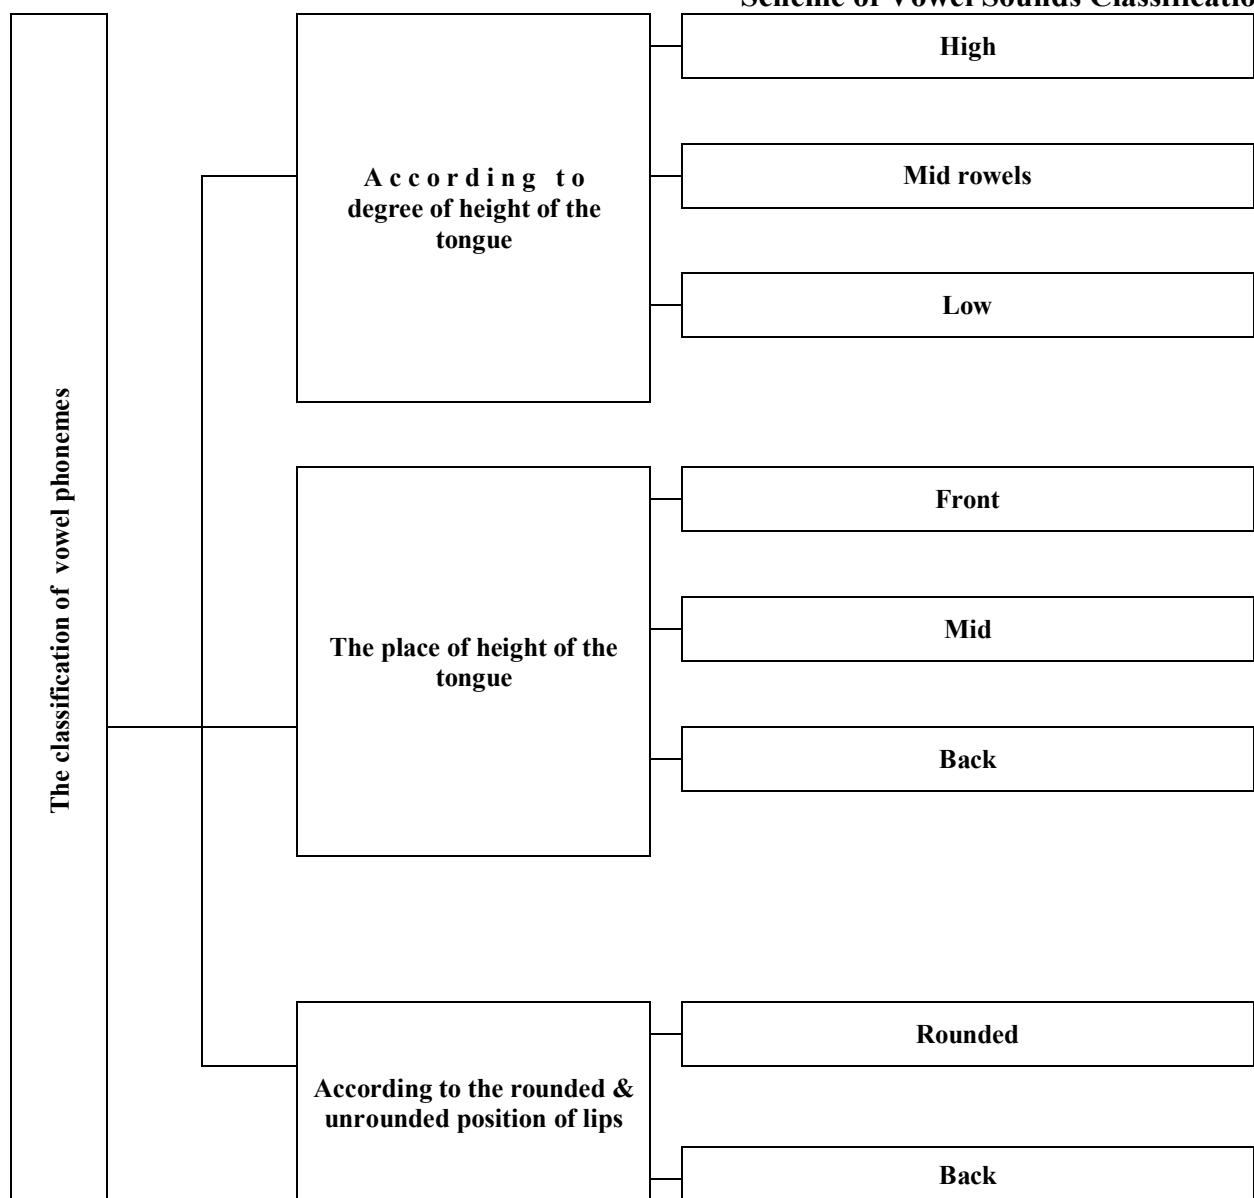 Scheme of Vowel Sounds Classificatio
The classification of vowel phonemes
According to
degree of height of the
tongue
High
Mid rowels
Low
The place of height of the
tongue
Front
Mid
Back
According to the rounded &
unrounded position of lips
Rounded
Back